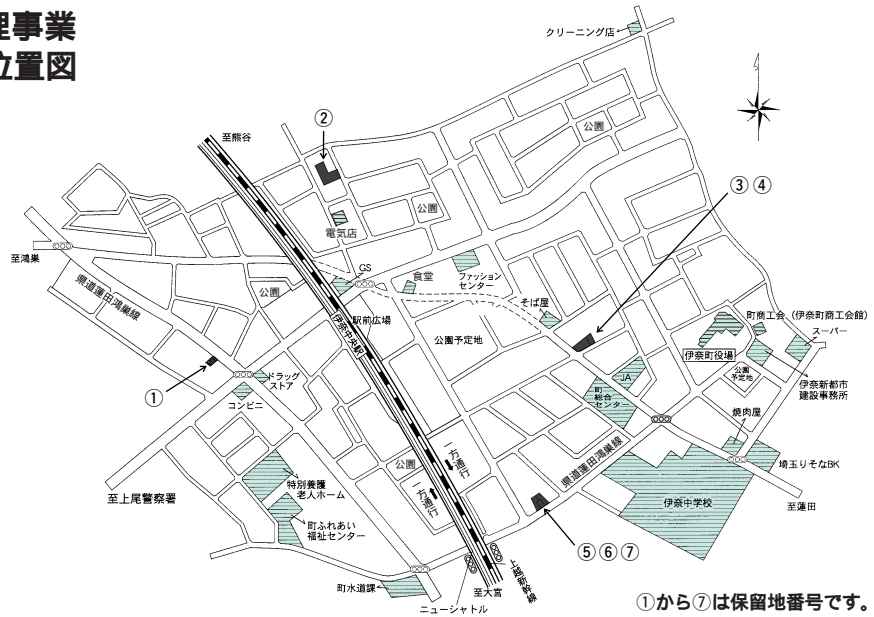 理事業
位置図
クリーニング店
至熊谷
②
公園
③④
公園
電気店
至鴻巣
GS
食堂
ファッション
センター
県道蓮田鴻巣線
公園
伊奈中央駅
駅前広場
公園予定地
そば屋
町商工会(伊奈町商工会館)
スーパー
伊奈町役場
公園
予定地
伊奈新都市
建設事務所
①
ドラッグ
ストア
コンビニ
JA
町
総合
センター
焼肉屋
県道蓮田鴻巣線
埼玉りそなBK
至上尾警察署
特別養護
老人ホーム
公園
一方通行
一方通行
伊奈中学校
至蓮田
町ふれあい
福祉センター
⑤⑥⑦
町水道課
ニューシャトル
至大宮
上越新幹線
①から⑦は保留地番号です。